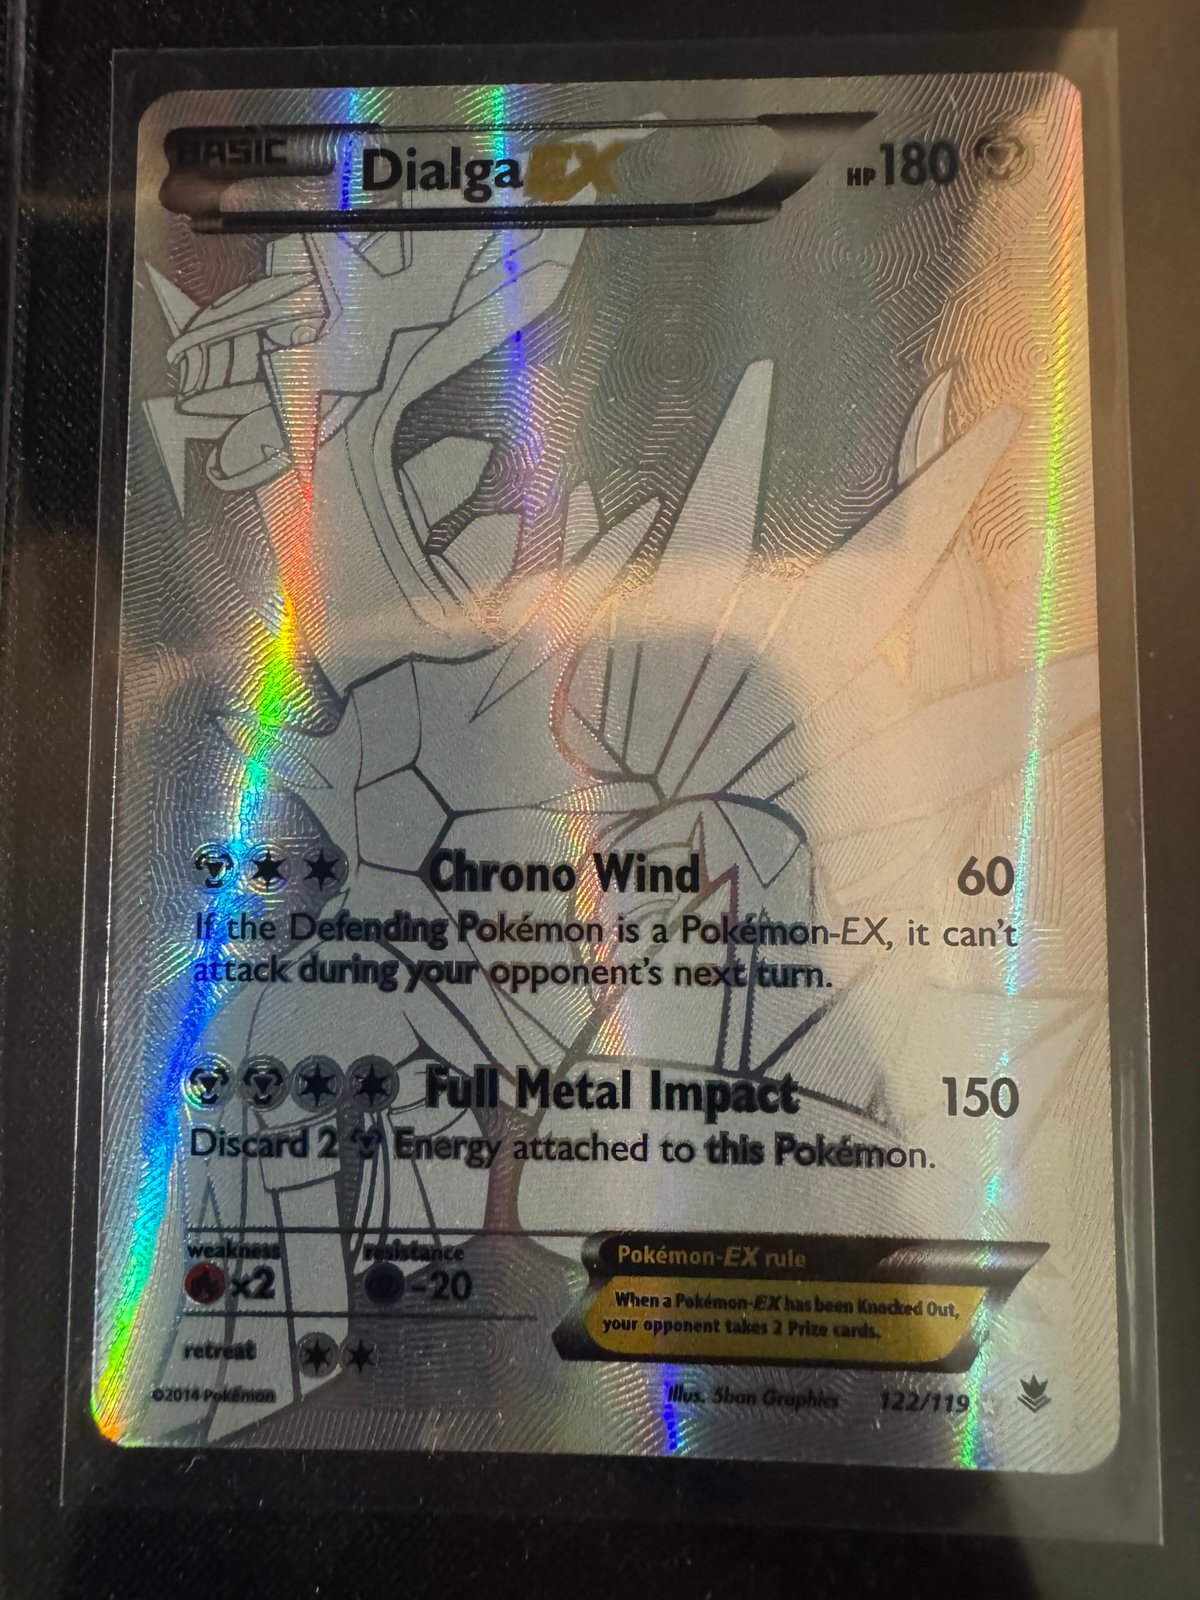 BASIC Dialga EX HP 180
Chrono Wind 60
If the Defending Pokémon is a Pokémon-EX, it can't
attack during your opponent's next turn.
Full Metal Impact 150
Discard 2 Energy attached to this Pokémon.
weakness resistance
×2 -20
retreat
Pokémon-EX rule
When a Pokémon-EX has been Knocked Out,
your opponent takes 2 Prize cards.
©2014 Pokémon Illus. 5ban Graphics 122/119